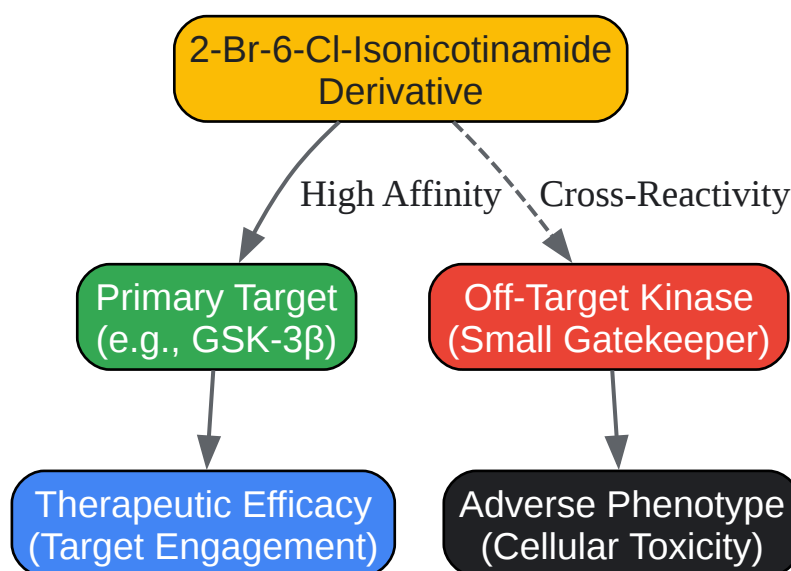 2-Br-6-Cl-Isonicotinamide
Derivative
High Affinity
Cross-Reactivity
Primary Target
(e.g., GSK-3β)
Off-Target Kinase
(Small Gatekeeper)
Therapeutic Efficacy
(Target Engagement)
Adverse Phenotype
(Cellular Toxicity)